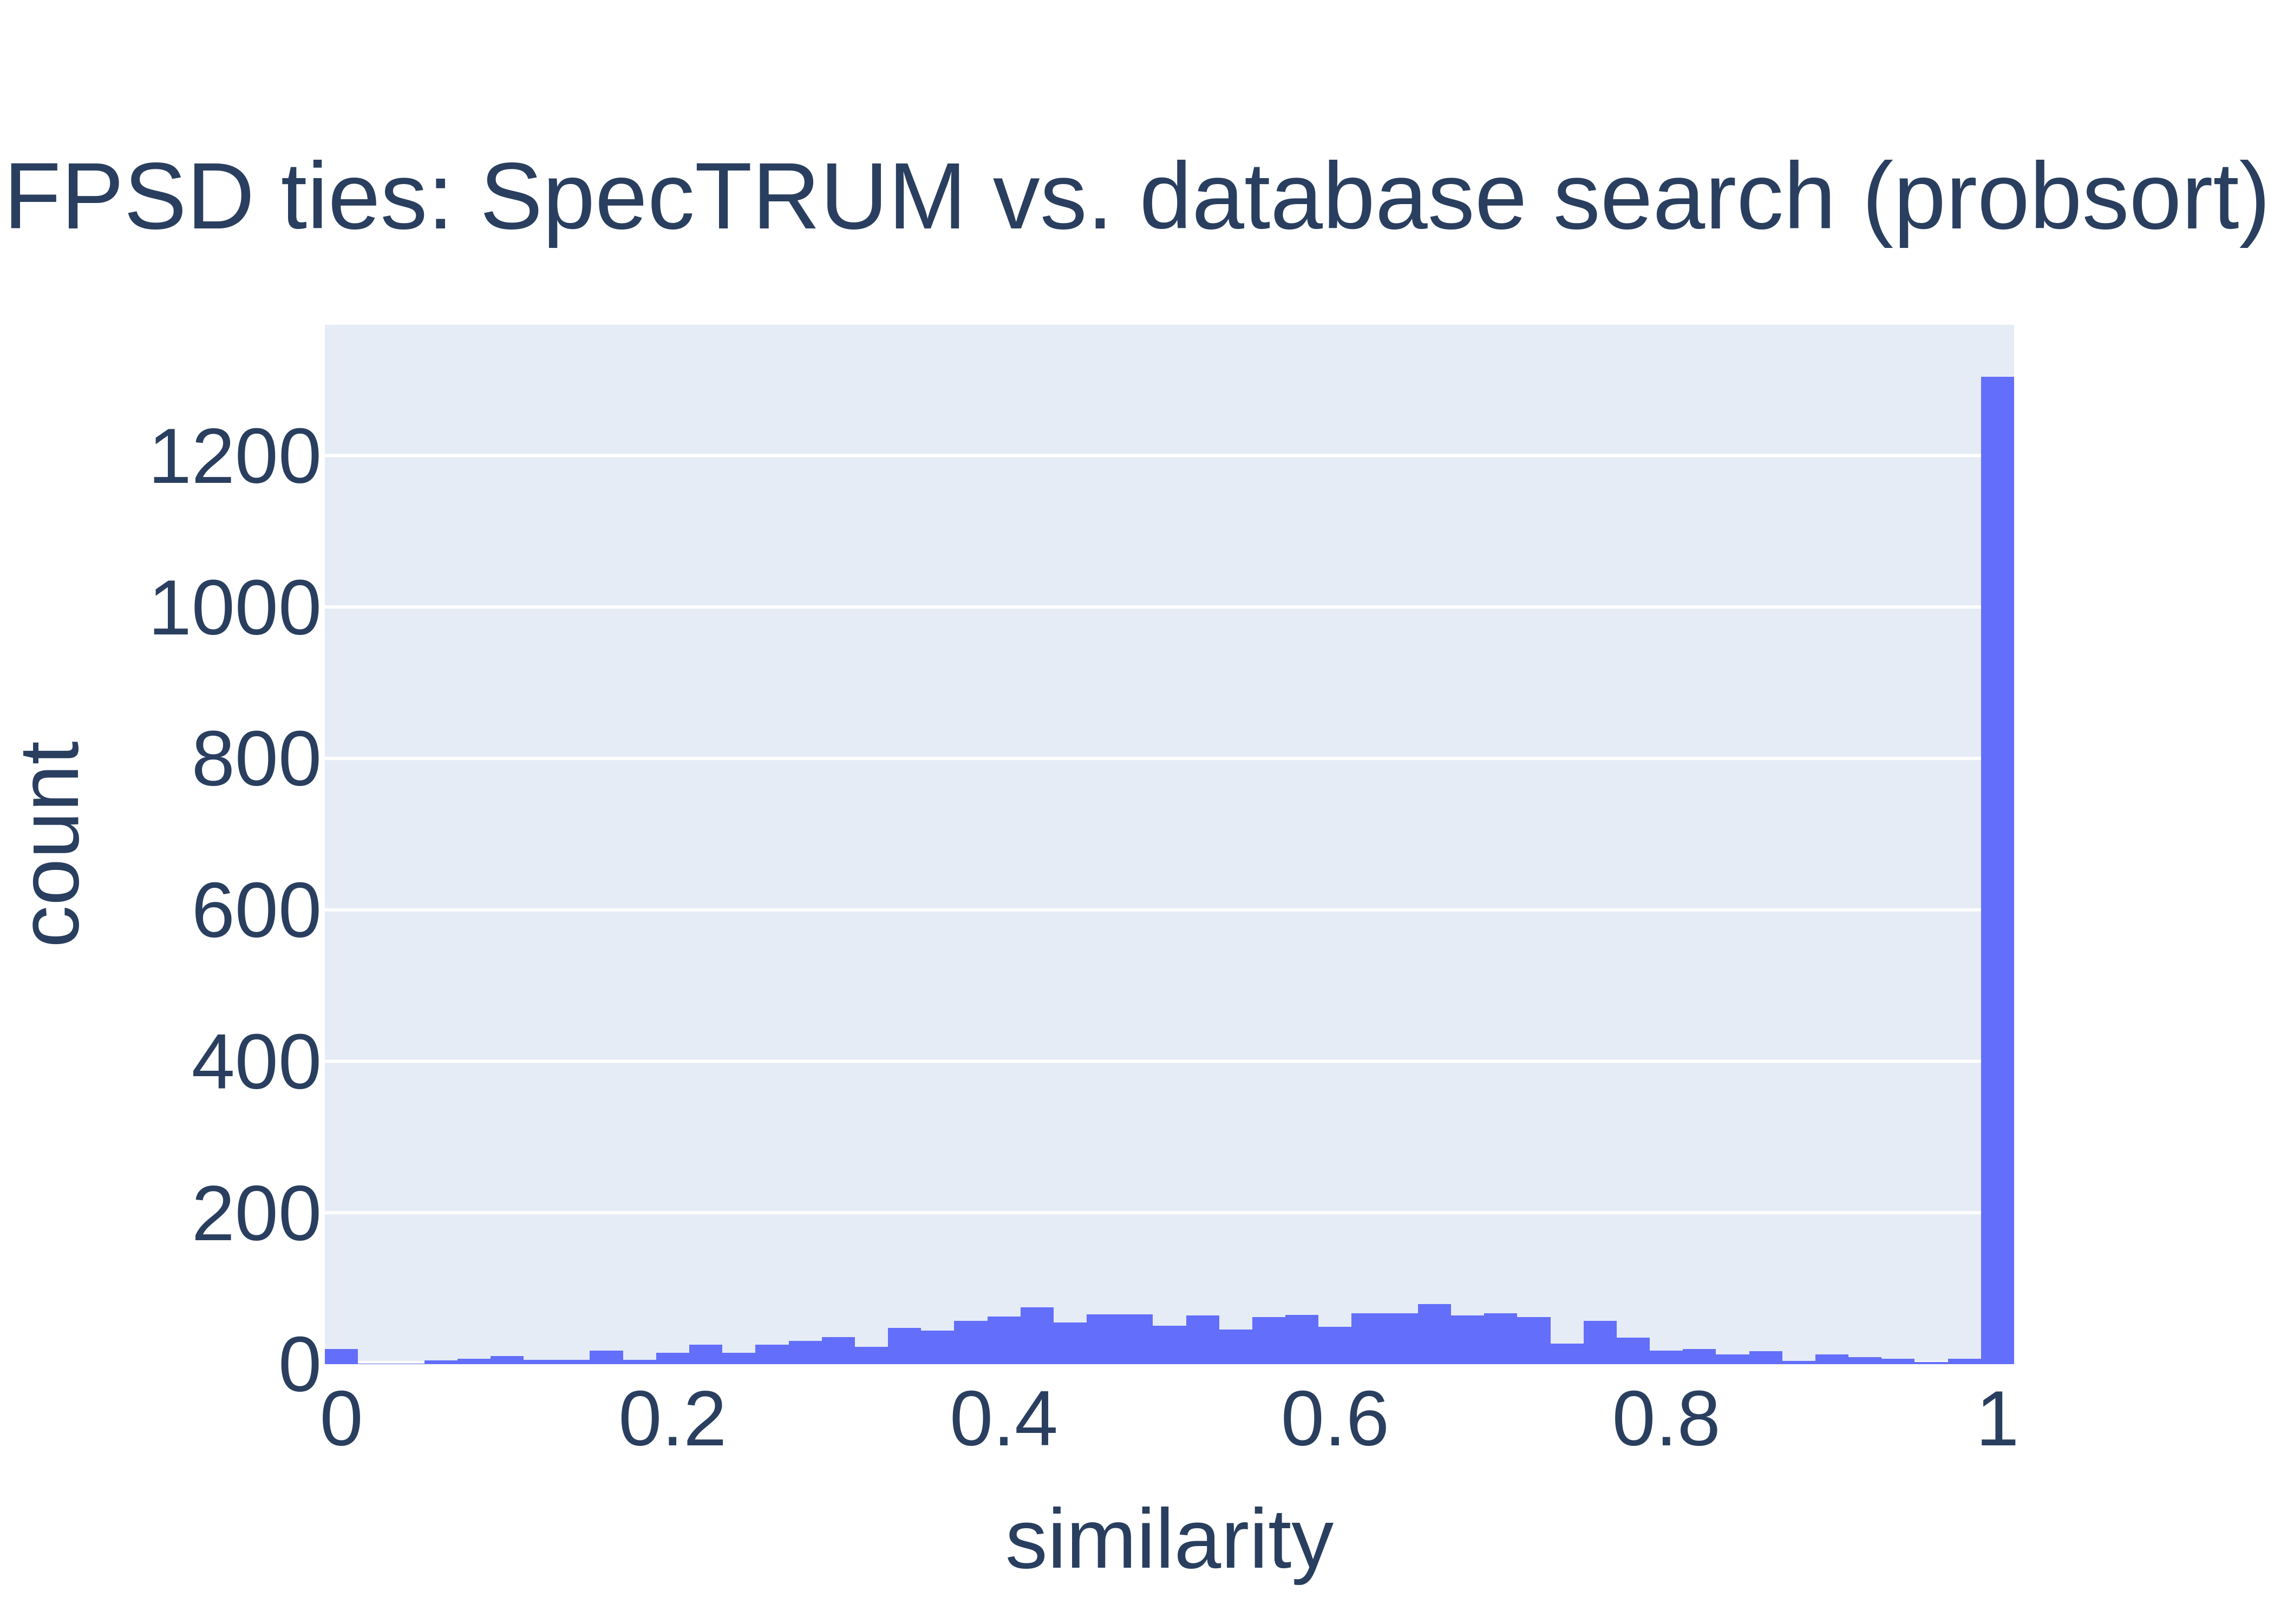 FPSD ties: SpecTRUM vs. database search (probsort)
1200
1000
800
600
400
200
0
count
0 0.2 0.4 0.6 0.8 1
similarity